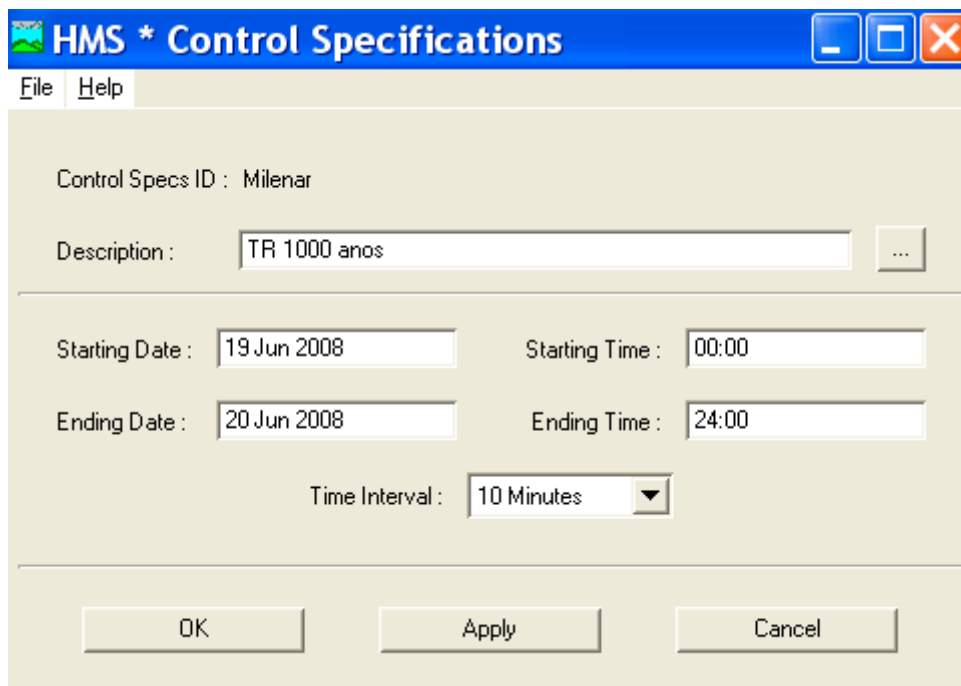 HMS * Control Specifications
File Help
Control Specs ID : Milenar
Description : TR 1000 anos ...
Starting Date : 19 Jun 2008 Starting Time : 00:00
Ending Date : 20 Jun 2008 Ending Time : 24:00
Time Interval : 10 Minutes
OK Apply Cancel